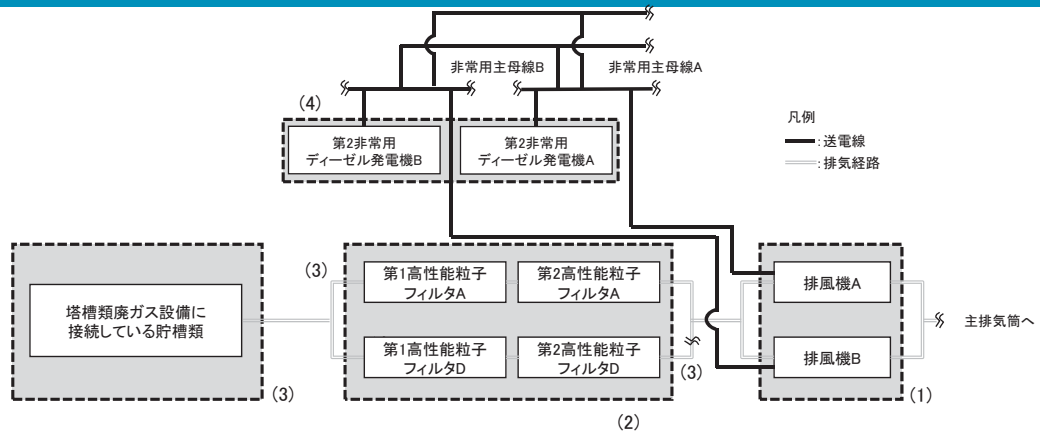 非常用主母線B
非常用主母線A
(4)
第2非常用
ディーゼル発電機B
第2非常用
ディーゼル発電機A
凡例
:送電線
:排気経路
塔槽類廃ガス設備に
接続している貯槽類
(3)
(3)
第1高性能粒子
フィルタA
第2高性能粒子
フィルタA
第1高性能粒子
フィルタD
第2高性能粒子
フィルタD
(3)
(2)
排風機A
排風機B
(1)
主排気筒へ